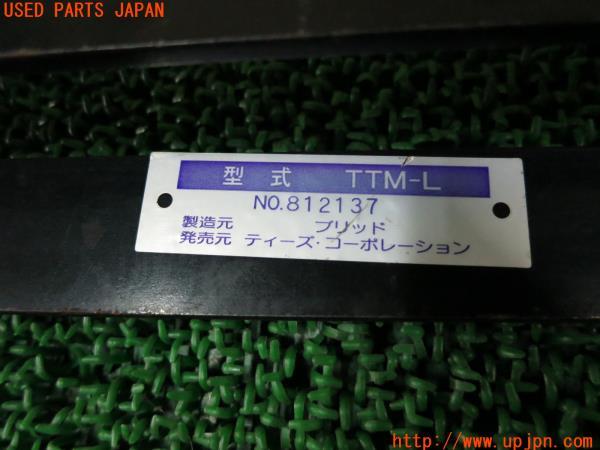 USED PARTS JAPAN
型式 TTM-L
NO.812137
製造元 ブリッド
発売元 ティーズ・コーポレーション
http://www.upjpn.com/